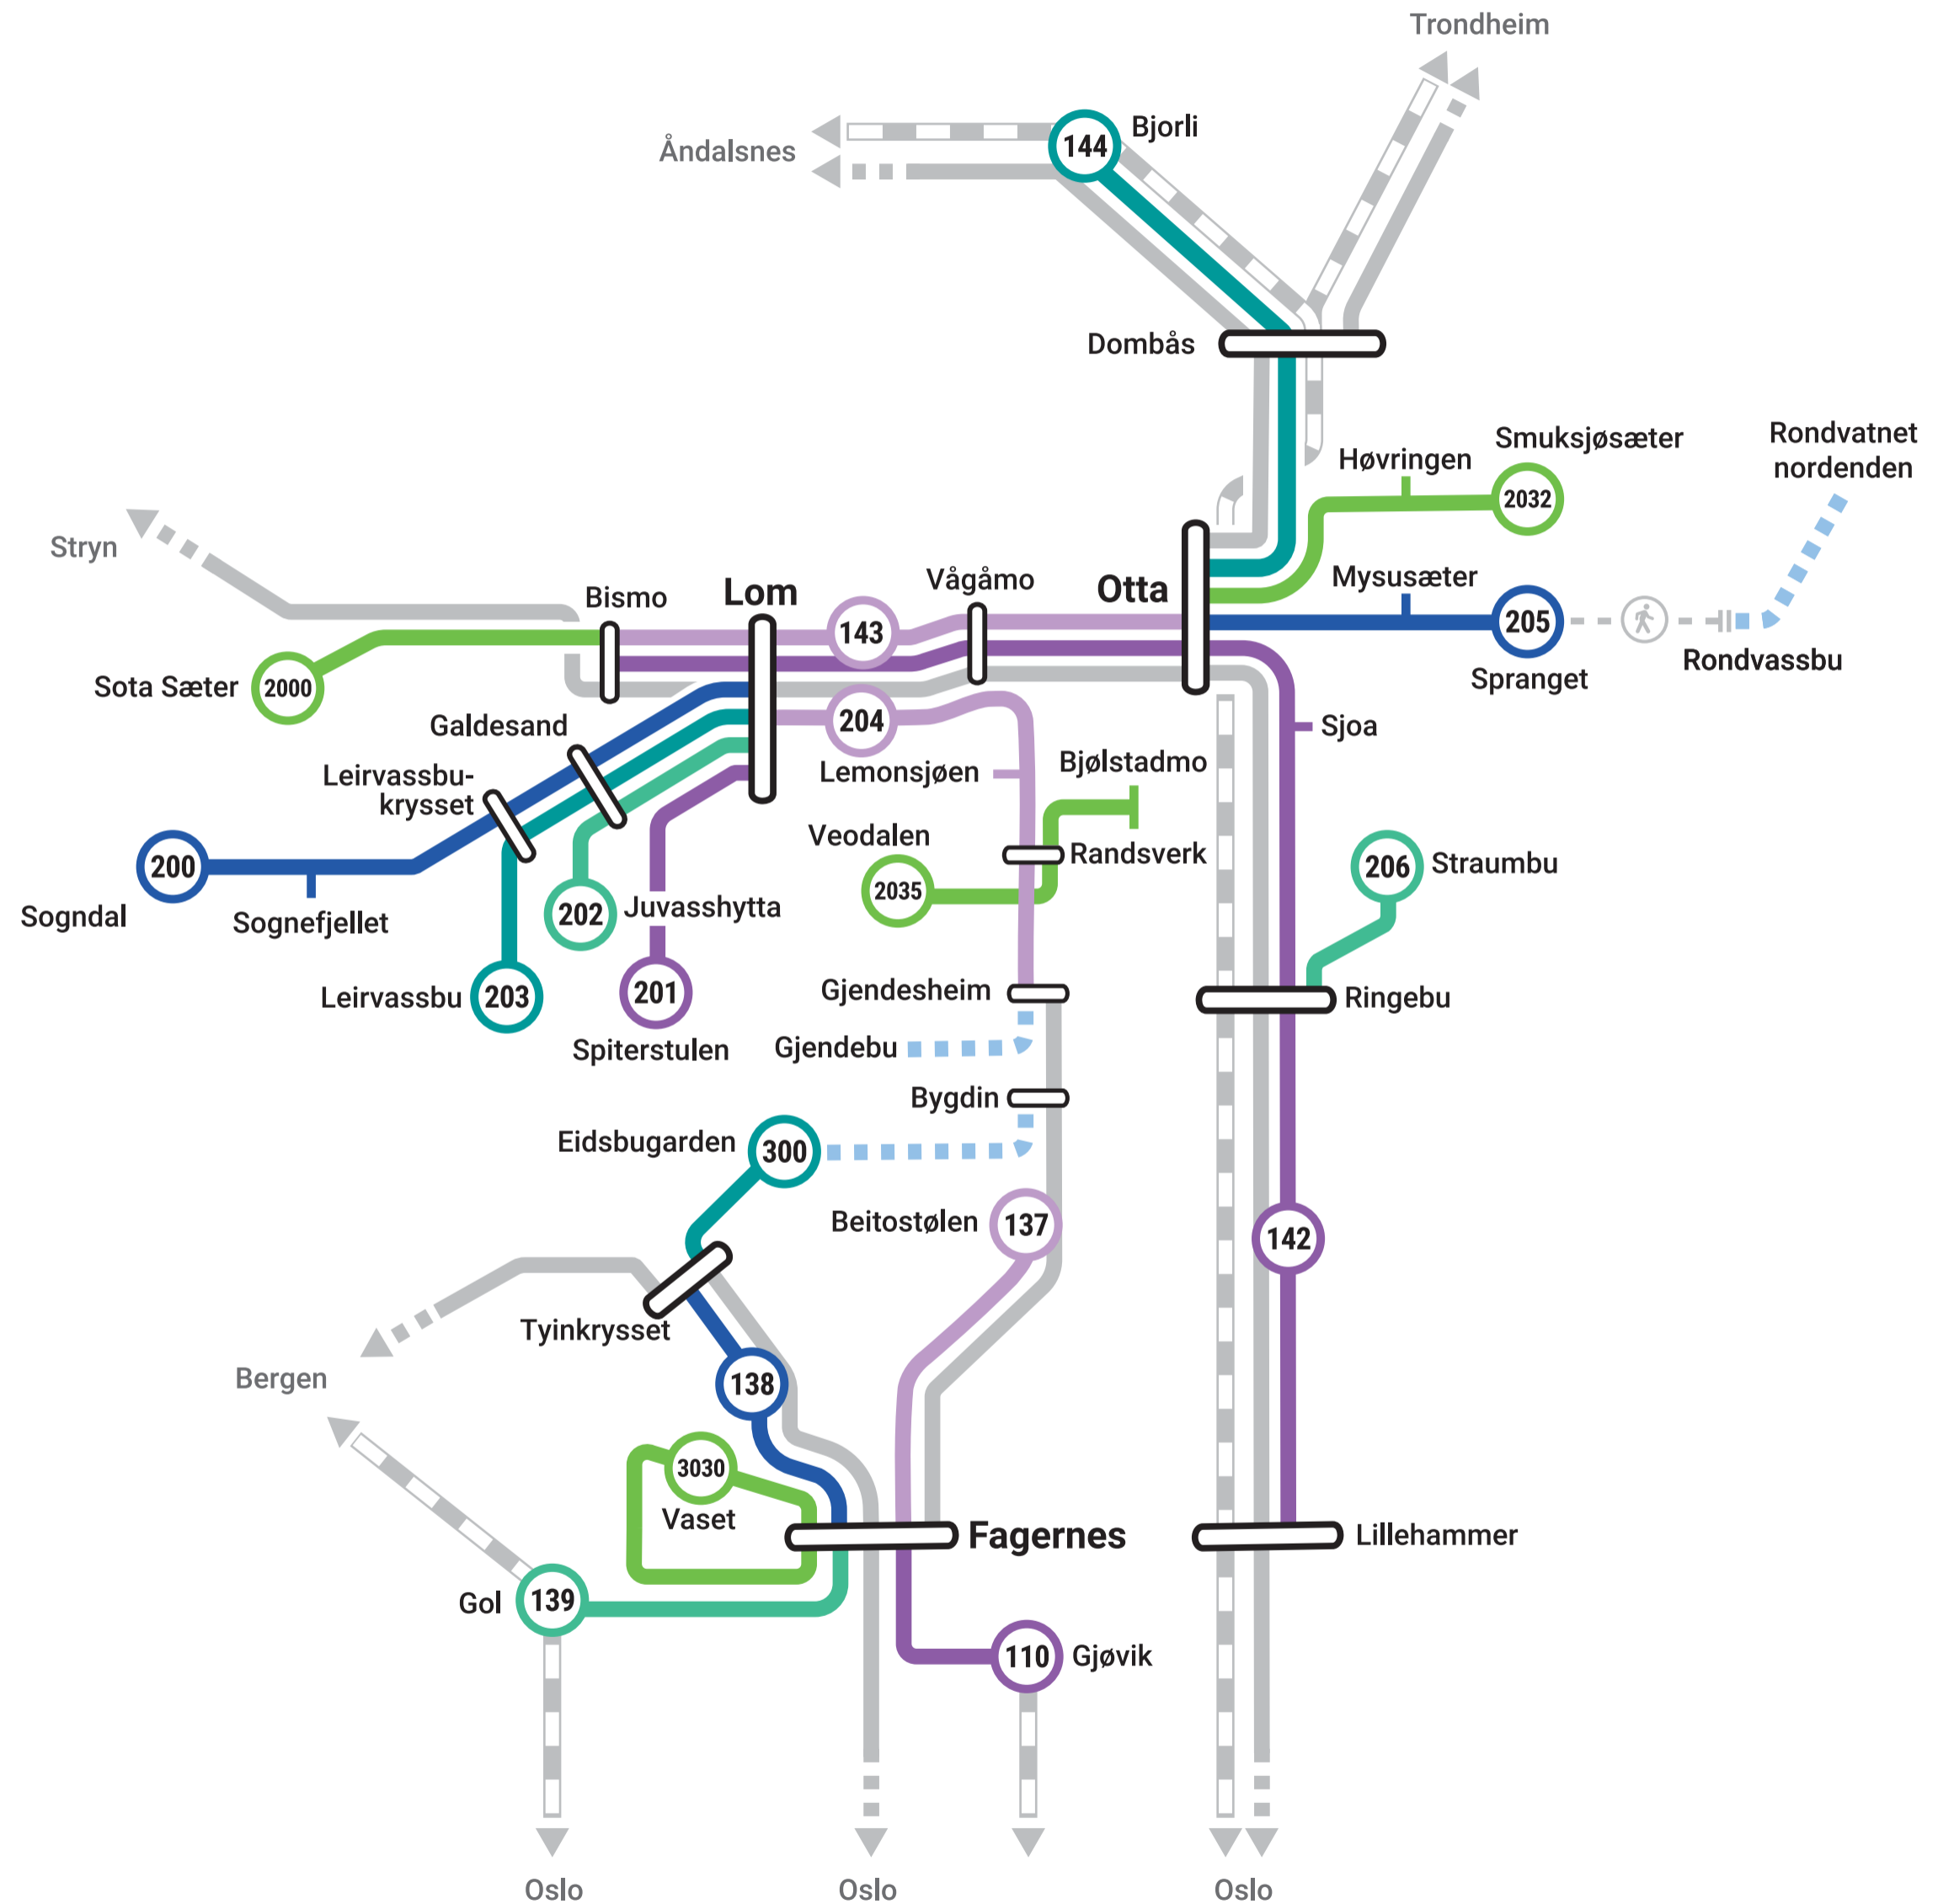 Trondheim
Bjorli
144
Åndalsnes
Dombås
Smuksjøsæter
Rondvatnet
nordenden
Høvringen
2032
Stryn
Bismo
Lom
Vågåmo
Otta
Mysusæter
143
205
Rondvassbu
Spranget
Sota Sæter
2000
Galdesand
204
Sjoa
Leirvassbu-
krysset
Lemonsjøen
Bjølstadmo
Veodalen
Randsverk
200
2035
206
Straumbu
Sogndal
Sognefjellet
202
Juvasshytta
Leirvassbu
203
201
Gjendesheim
Ringebu
Spiterstulen
Gjendebu
Bygdin
Eidsbugarden
300
Beitostølen
137
142
Tyinkrysset
Bergen
138
3030
Vaset
Fagernes
Lillehammer
Gol
139
110
Gjøvik
Oslo
Oslo
Oslo